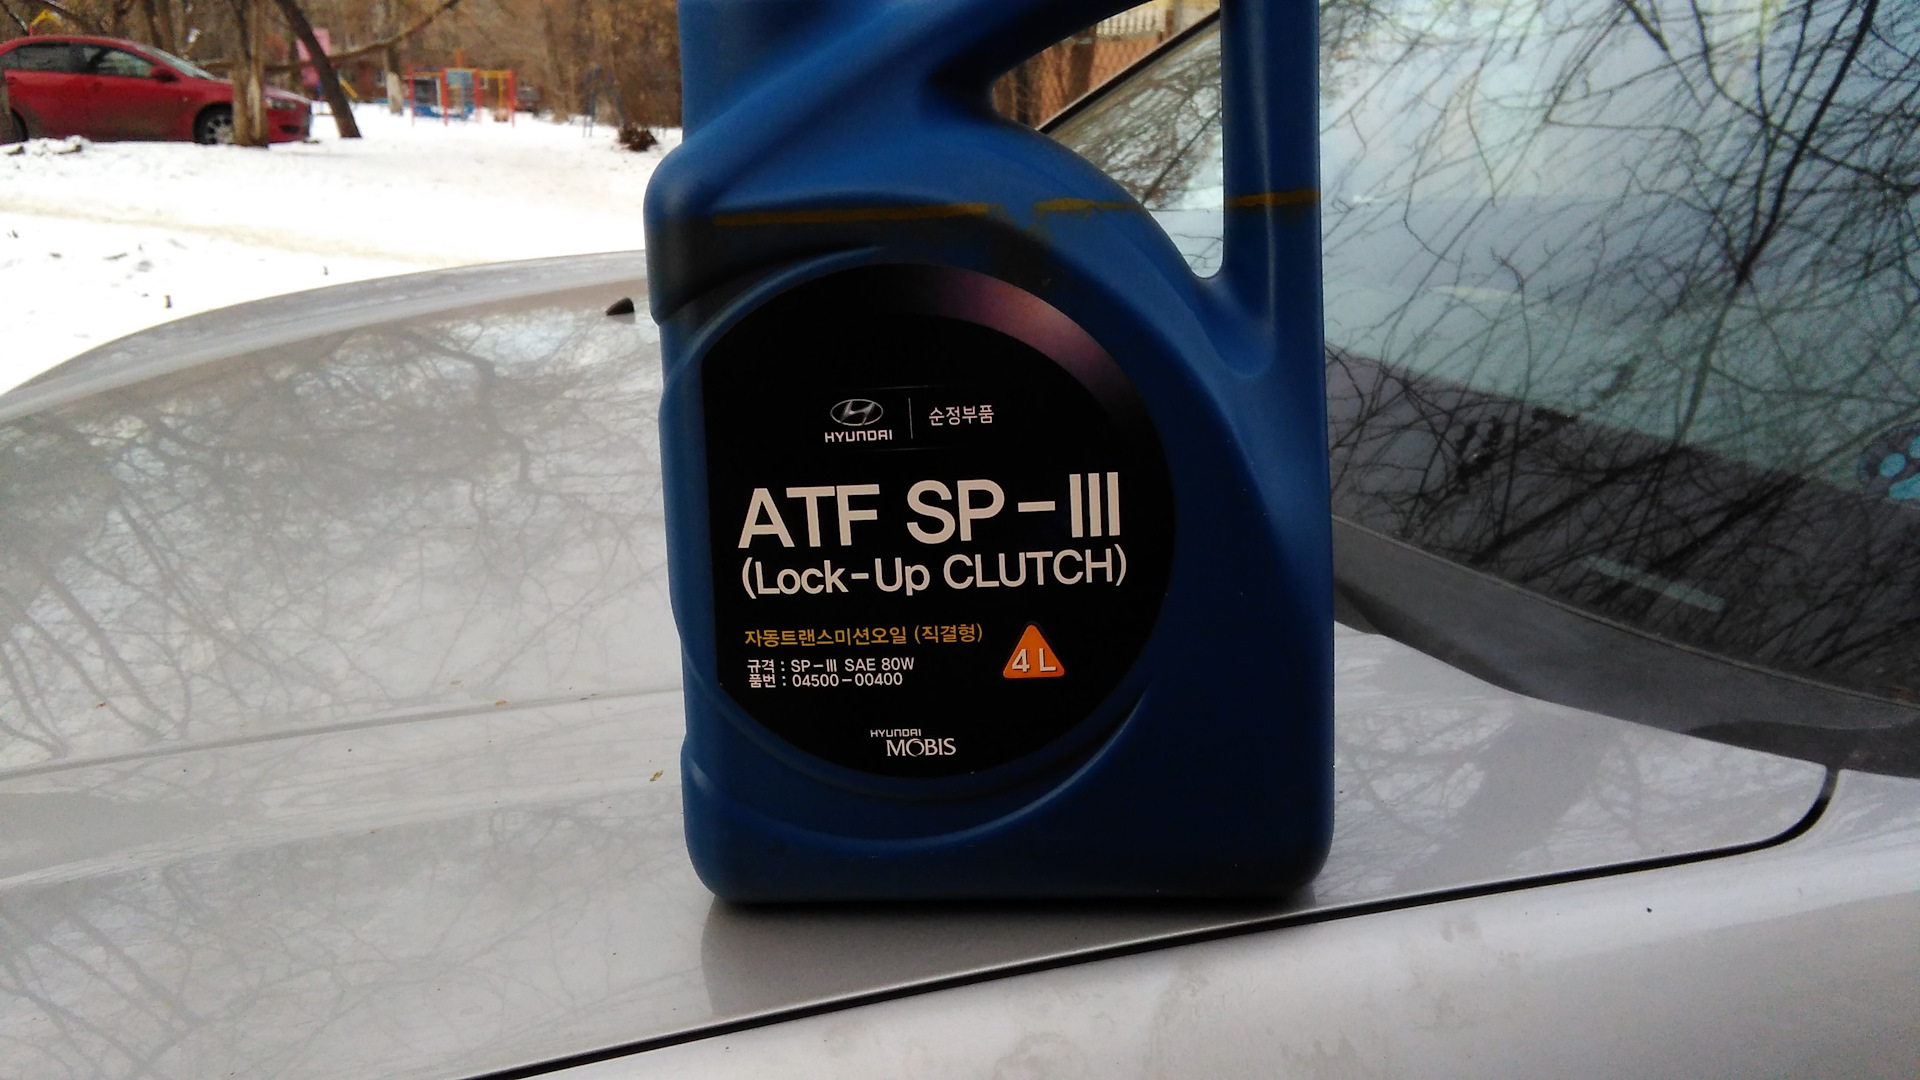 HYUNDAI 순정부품
ATF SP-III
(Lock-Up CLUTCH)
자동트랜스미션오일 (직결형)
규격 : SP-III SAE 80W
품번 : 04500-00400
4 L
HYUNDAI
MOBIS